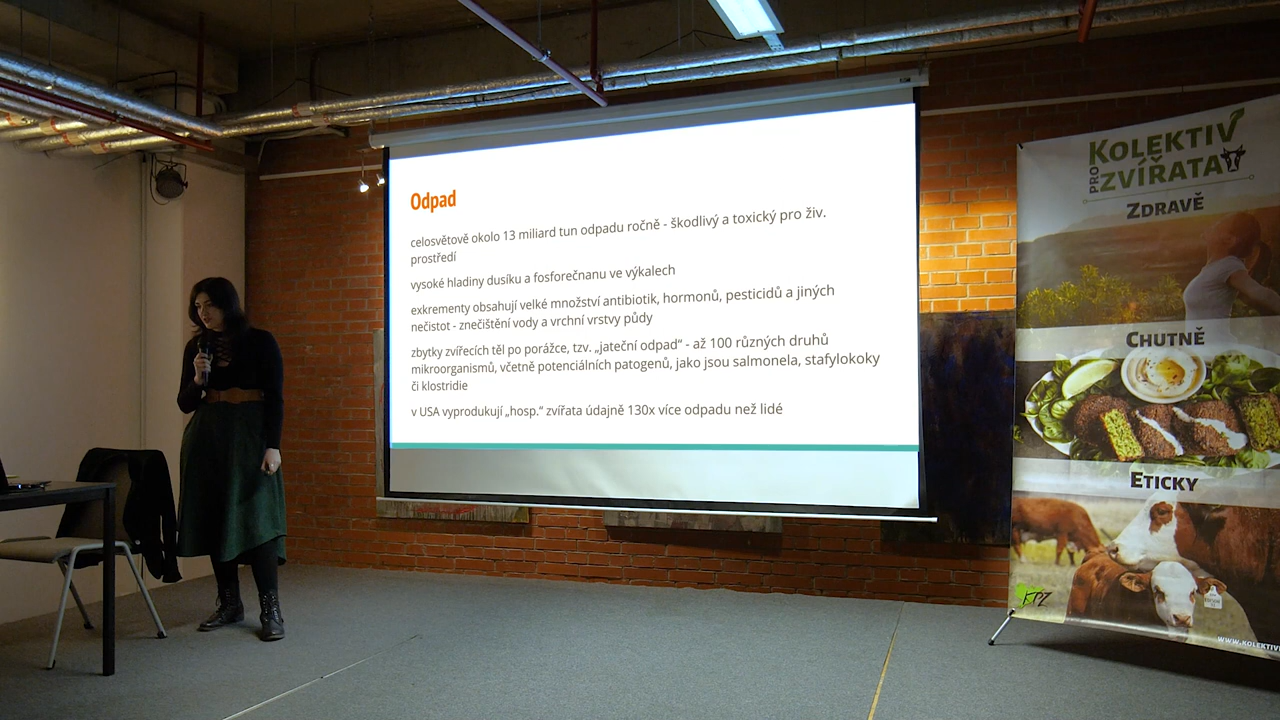 Odpad
celosvětově okolo 13 miliard tun odpadu ročně - škodlivý a toxický pro živ.
prostředí
vysoké hladiny dusíku a fosforečnanu ve výkalech
exkrementy obsahují velké množství antibiotik, hormonů, pesticidů a jiných
nečistot - znečištění vody a vrchní vrstvy půdy
zbytky zvířecích těl po porážce, tzv. „jateční odpad“ - až 100 různých druhů
mikroorganismů, včetně potenciálních patogenů, jako jsou salmonela, stafylokoky
či klostridie
v USA vyprodukují „hosp.“ zvířata údajně 130x více odpadu než lidé
KOLEKTIV
PRO ZVÍŘATA
ZDRAVĚ
CHUTNĚ
ETICKY
KPZ